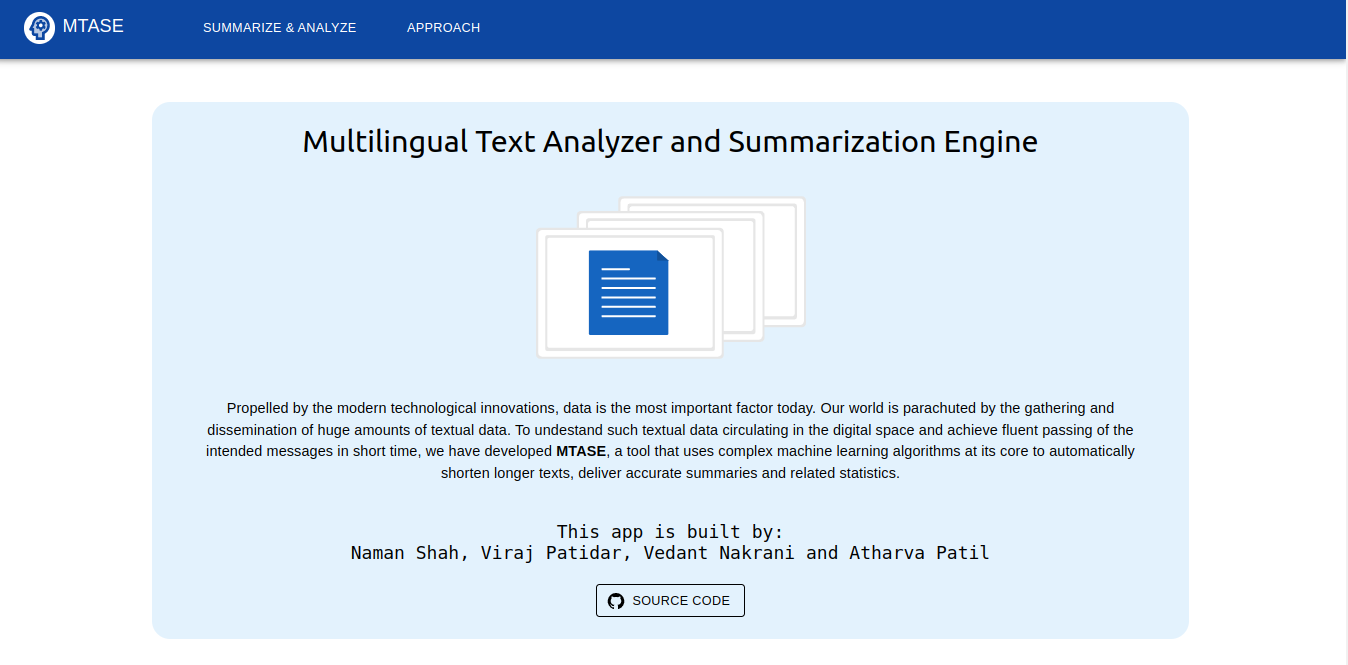 MTASE
SUMMARIZE & ANALYZE
APPROACH
Multilingual Text Analyzer and Summarization Engine
Propelled by the modern technological innovations, data is the most important factor today. Our world is parachuted by the gathering and
dissemination of huge amounts of textual data. To undestand such textual data circulating in the digital space and achieve fluent passing of the
intended messages in short time, we have developed MTASE, a tool that uses complex machine learning algorithms at its core to automatically
shorten longer texts, deliver accurate summaries and related statistics.
This app is built by:
Naman Shah, Viraj Patidar, Vedant Nakrani and Atharva Patil
SOURCE CODE